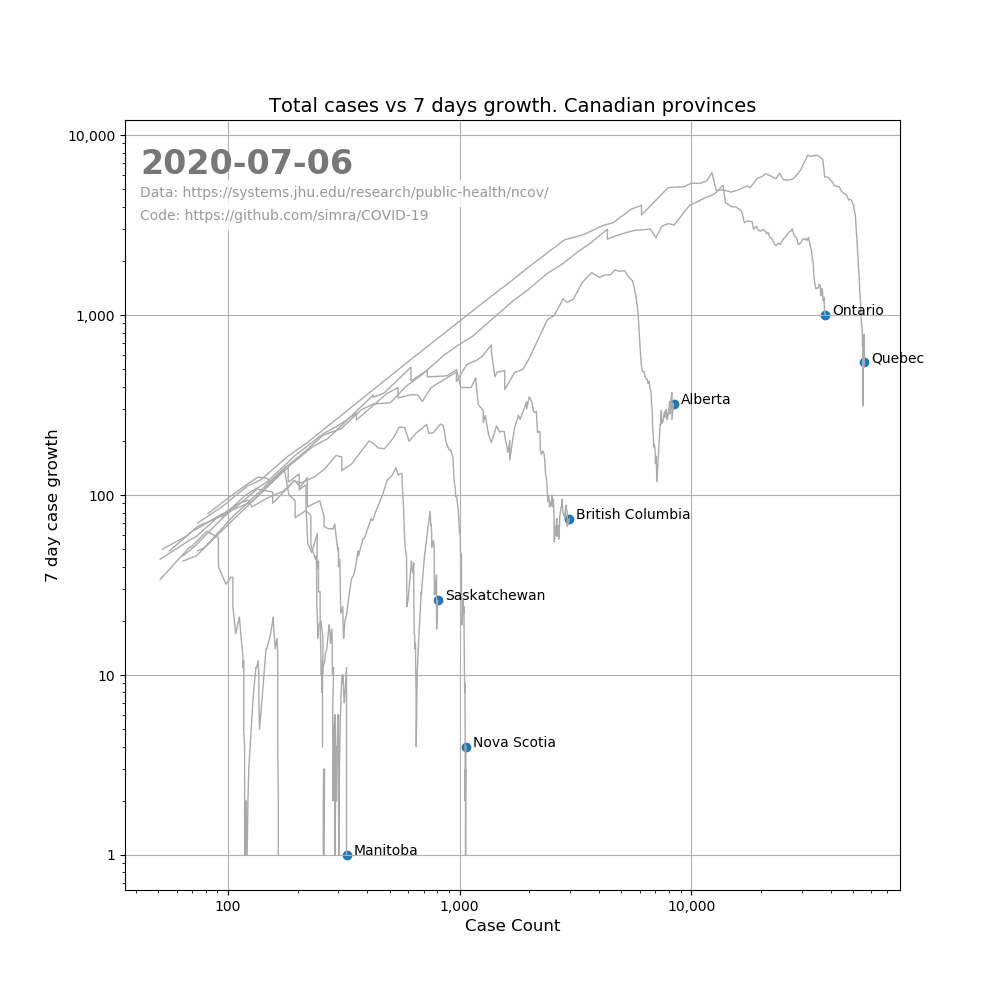 Total cases vs 7 days growth. Canadian provinces
10,000
2020-07-06
Data: https://systems.jhu.edu/research/public-health/ncov/
Code: https://github.com/simra/COVID-19
1,000
Ontario
Quebec
Alberta
7 day case growth
100
British Columbia
Saskatchewan
10
Nova Scotia
1
Manitoba
100
1,000
10,000
Case Count